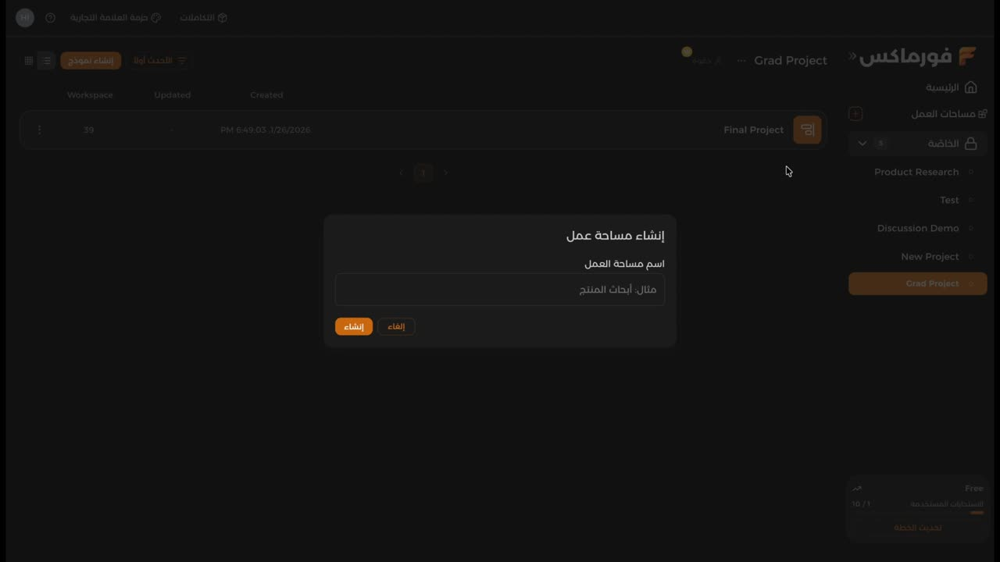 HI
حزمة العلامة التجارية
التكاملات
فورماكس
Grad Project
دعوة
الأحدث أولاً
إنشاء نموذج
Created
Updated
Workspace
Final Project
1/26/2026, 6:49:03 PM
-
39
1
الرئيسية
مساحات العمل
الخاصّة
5
Product Research
Test
Discussion Demo
New Project
Grad Project
إنشاء مساحة عمل
اسم مساحة العمل
مثال: أبحاث المنتج
إلغاء
إنشاء
Free
الاستجابات المستخدمة
10 / 1
تحديث الخطة